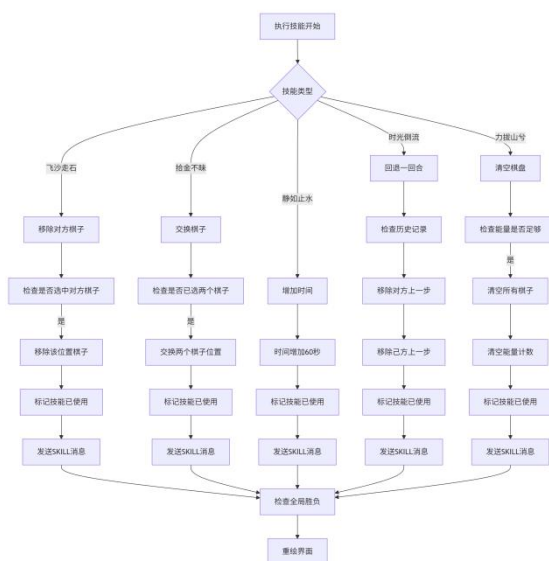 执行技能开始
技能类型
飞沙走石
拾金不昧
静如止水
时光倒流
力拔山兮
移除对方棋子
交换棋子
增加时间
回退一回合
清空棋盘
检查是否选中对方棋子
检查是否已选两个棋子
时间增加60秒
检查历史记录
检查能量是否足够
是
是
是
移除该位置棋子
交换两个棋子位置
移除对方上一步
移除己方上一步
清空所有棋子
清空能量计数
标记技能已使用
标记技能已使用
标记技能已使用
标记技能已使用
标记技能已使用
发送SKILL消息
发送SKILL消息
发送SKILL消息
发送SKILL消息
发送SKILL消息
检查全局胜负
重绘界面